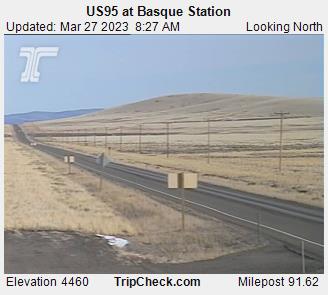 US95 at Basque Station
Updated: Mar 27 2023 8:27 AM Looking North
Elevation 4460 TripCheck.com Milepost 91.62